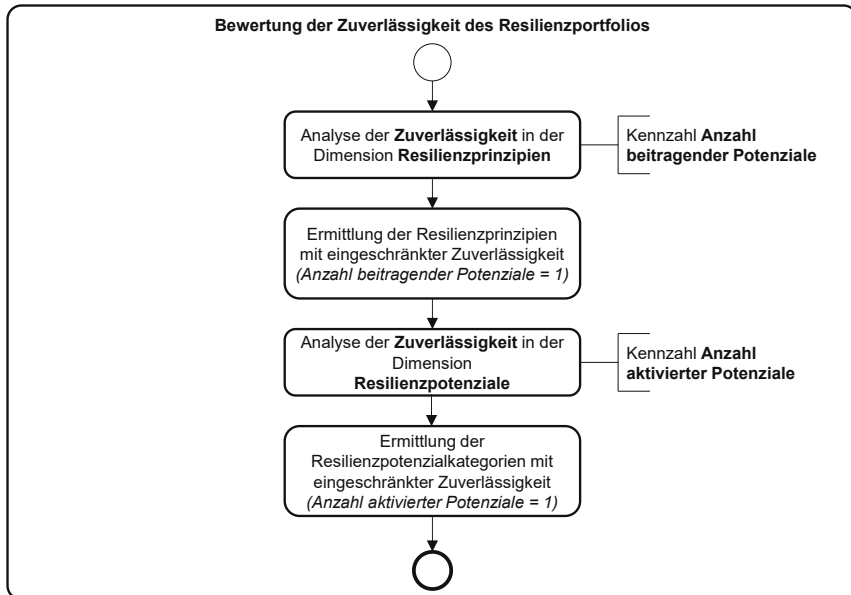 Bewertung der Zuverlässigkeit des Resilienzportfolios
Analyse der Zuverlässigkeit in der
Dimension Resilienzprinzipien
Kennzahl Anzahl
beitragender Potenziale
Ermittlung der Resilienzprinzipien
mit eingeschränkter Zuverlässigkeit
(Anzahl beitragender Potenziale = 1)
Analyse der Zuverlässigkeit in der
Dimension
Resilienzpotenziale
Kennzahl Anzahl
aktivierter Potenziale
Ermittlung der
Resilienzpotenzialkategorien mit
eingeschränkter Zuverlässigkeit
(Anzahl aktivierter Potenziale = 1)